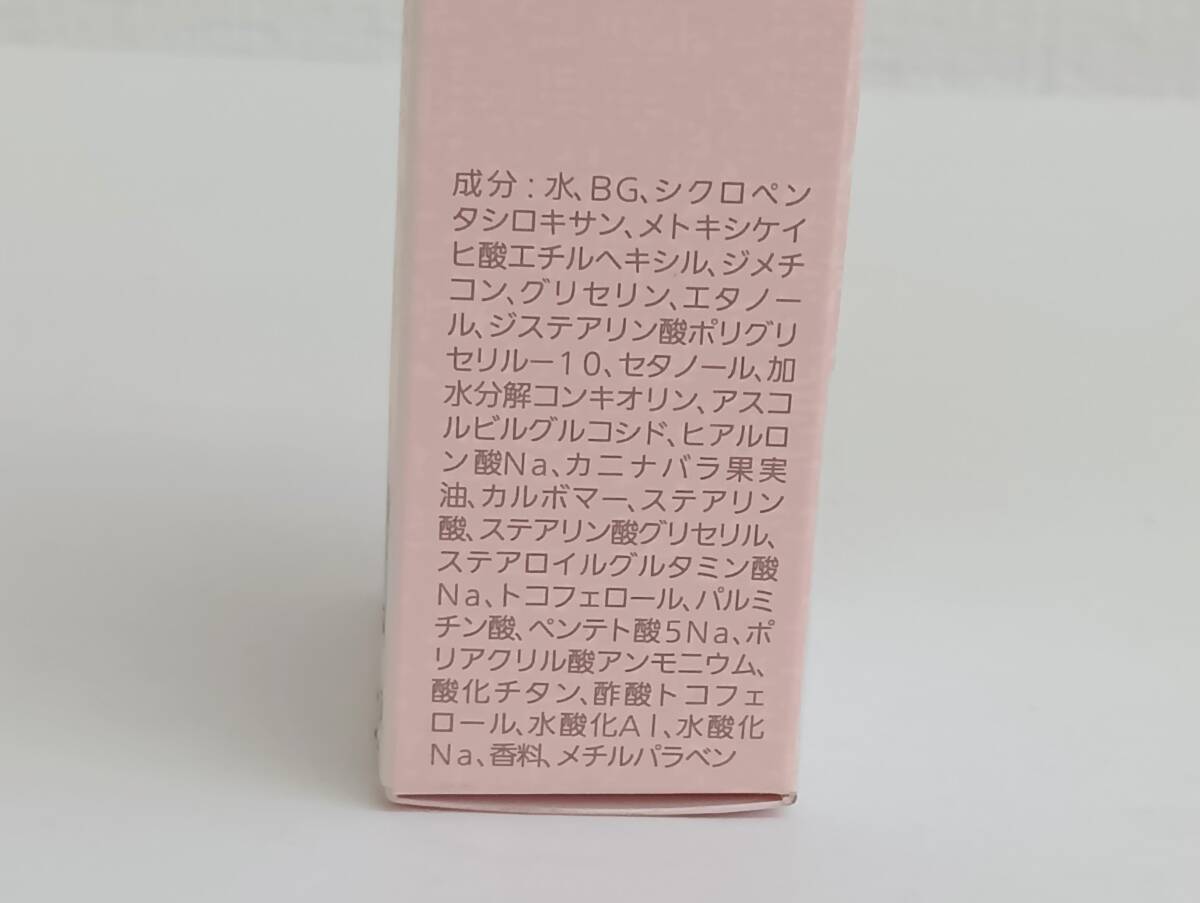 成分:水、BG、シクロペン
タシロキサン、メトキシケイ
ヒ酸エチルヘキシル、ジメチ
コン、グリセリン、エタノー
ル、ジステアリン酸ポリグリ
セリルー10、セタノール、加
水分解コンキオリン、アスコ
ルビルグルコシド、ヒアルロ
ン酸Na、カニナバラ果実
油、カルボマー、ステアリン
酸、ステアリン酸グリセリル、
ステアロイルグルタミン酸
Na、トコフェロール、パルミ
チン酸、ペンテト酸5Na、ポ
リアクリル酸アンモニウム、
酸化チタン、酢酸トコフェ
ロール、水酸化Al、水酸化
Na、香料、メチルパラベン